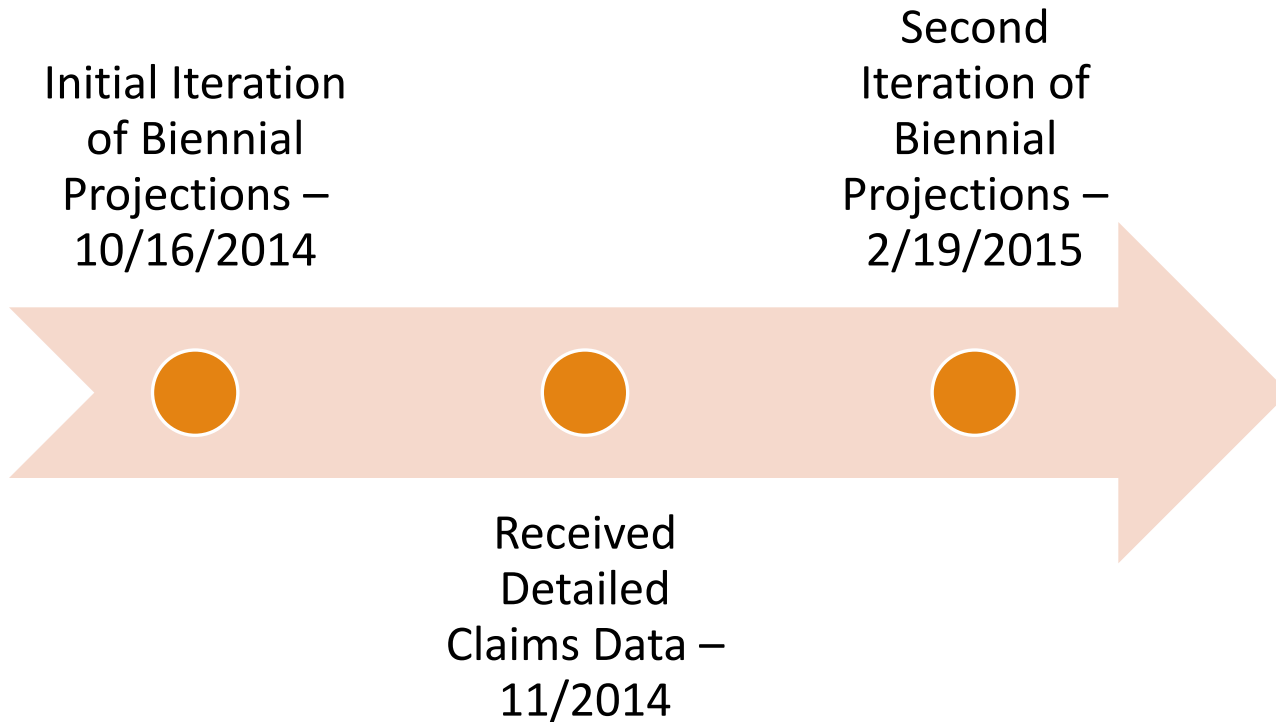 Initial Iteration
of Biennial
Projections –
10/16/2014
Received
Detailed
Claims Data –
11/2014
Second
Iteration of
Biennial
Projections –
2/19/2015